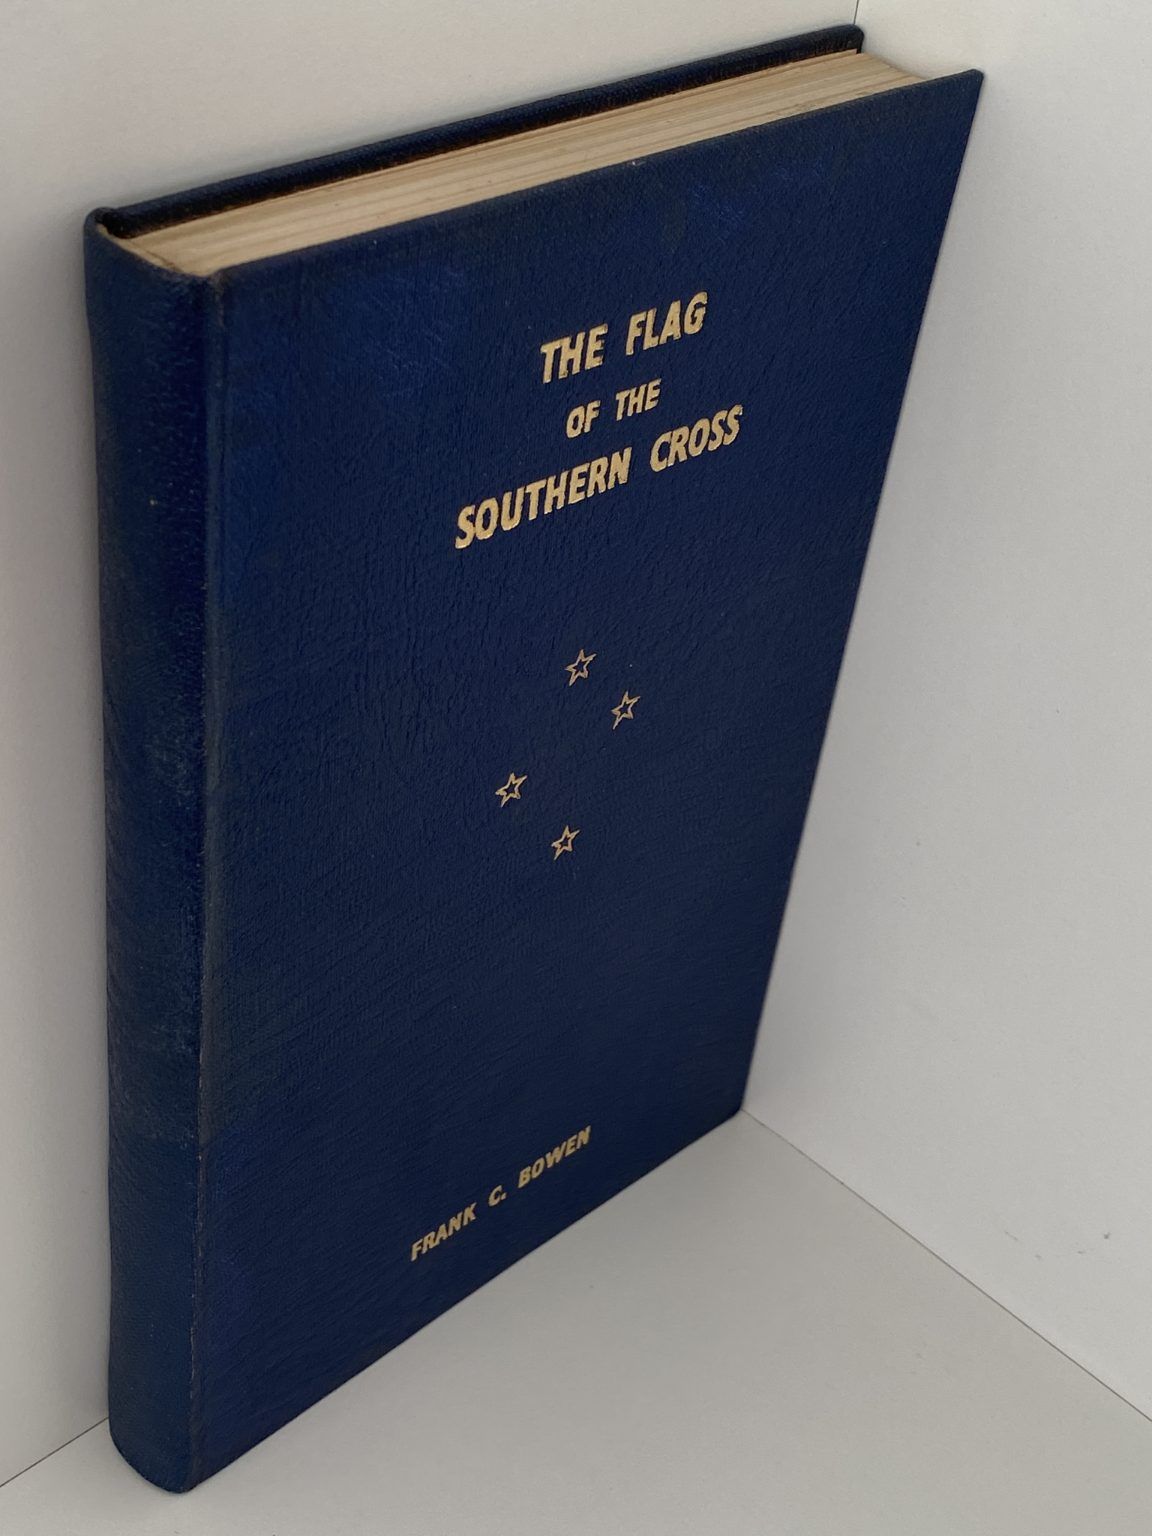 THE FLAG
OF THE
SOUTHERN CROSS
FRANK C. BOWEN